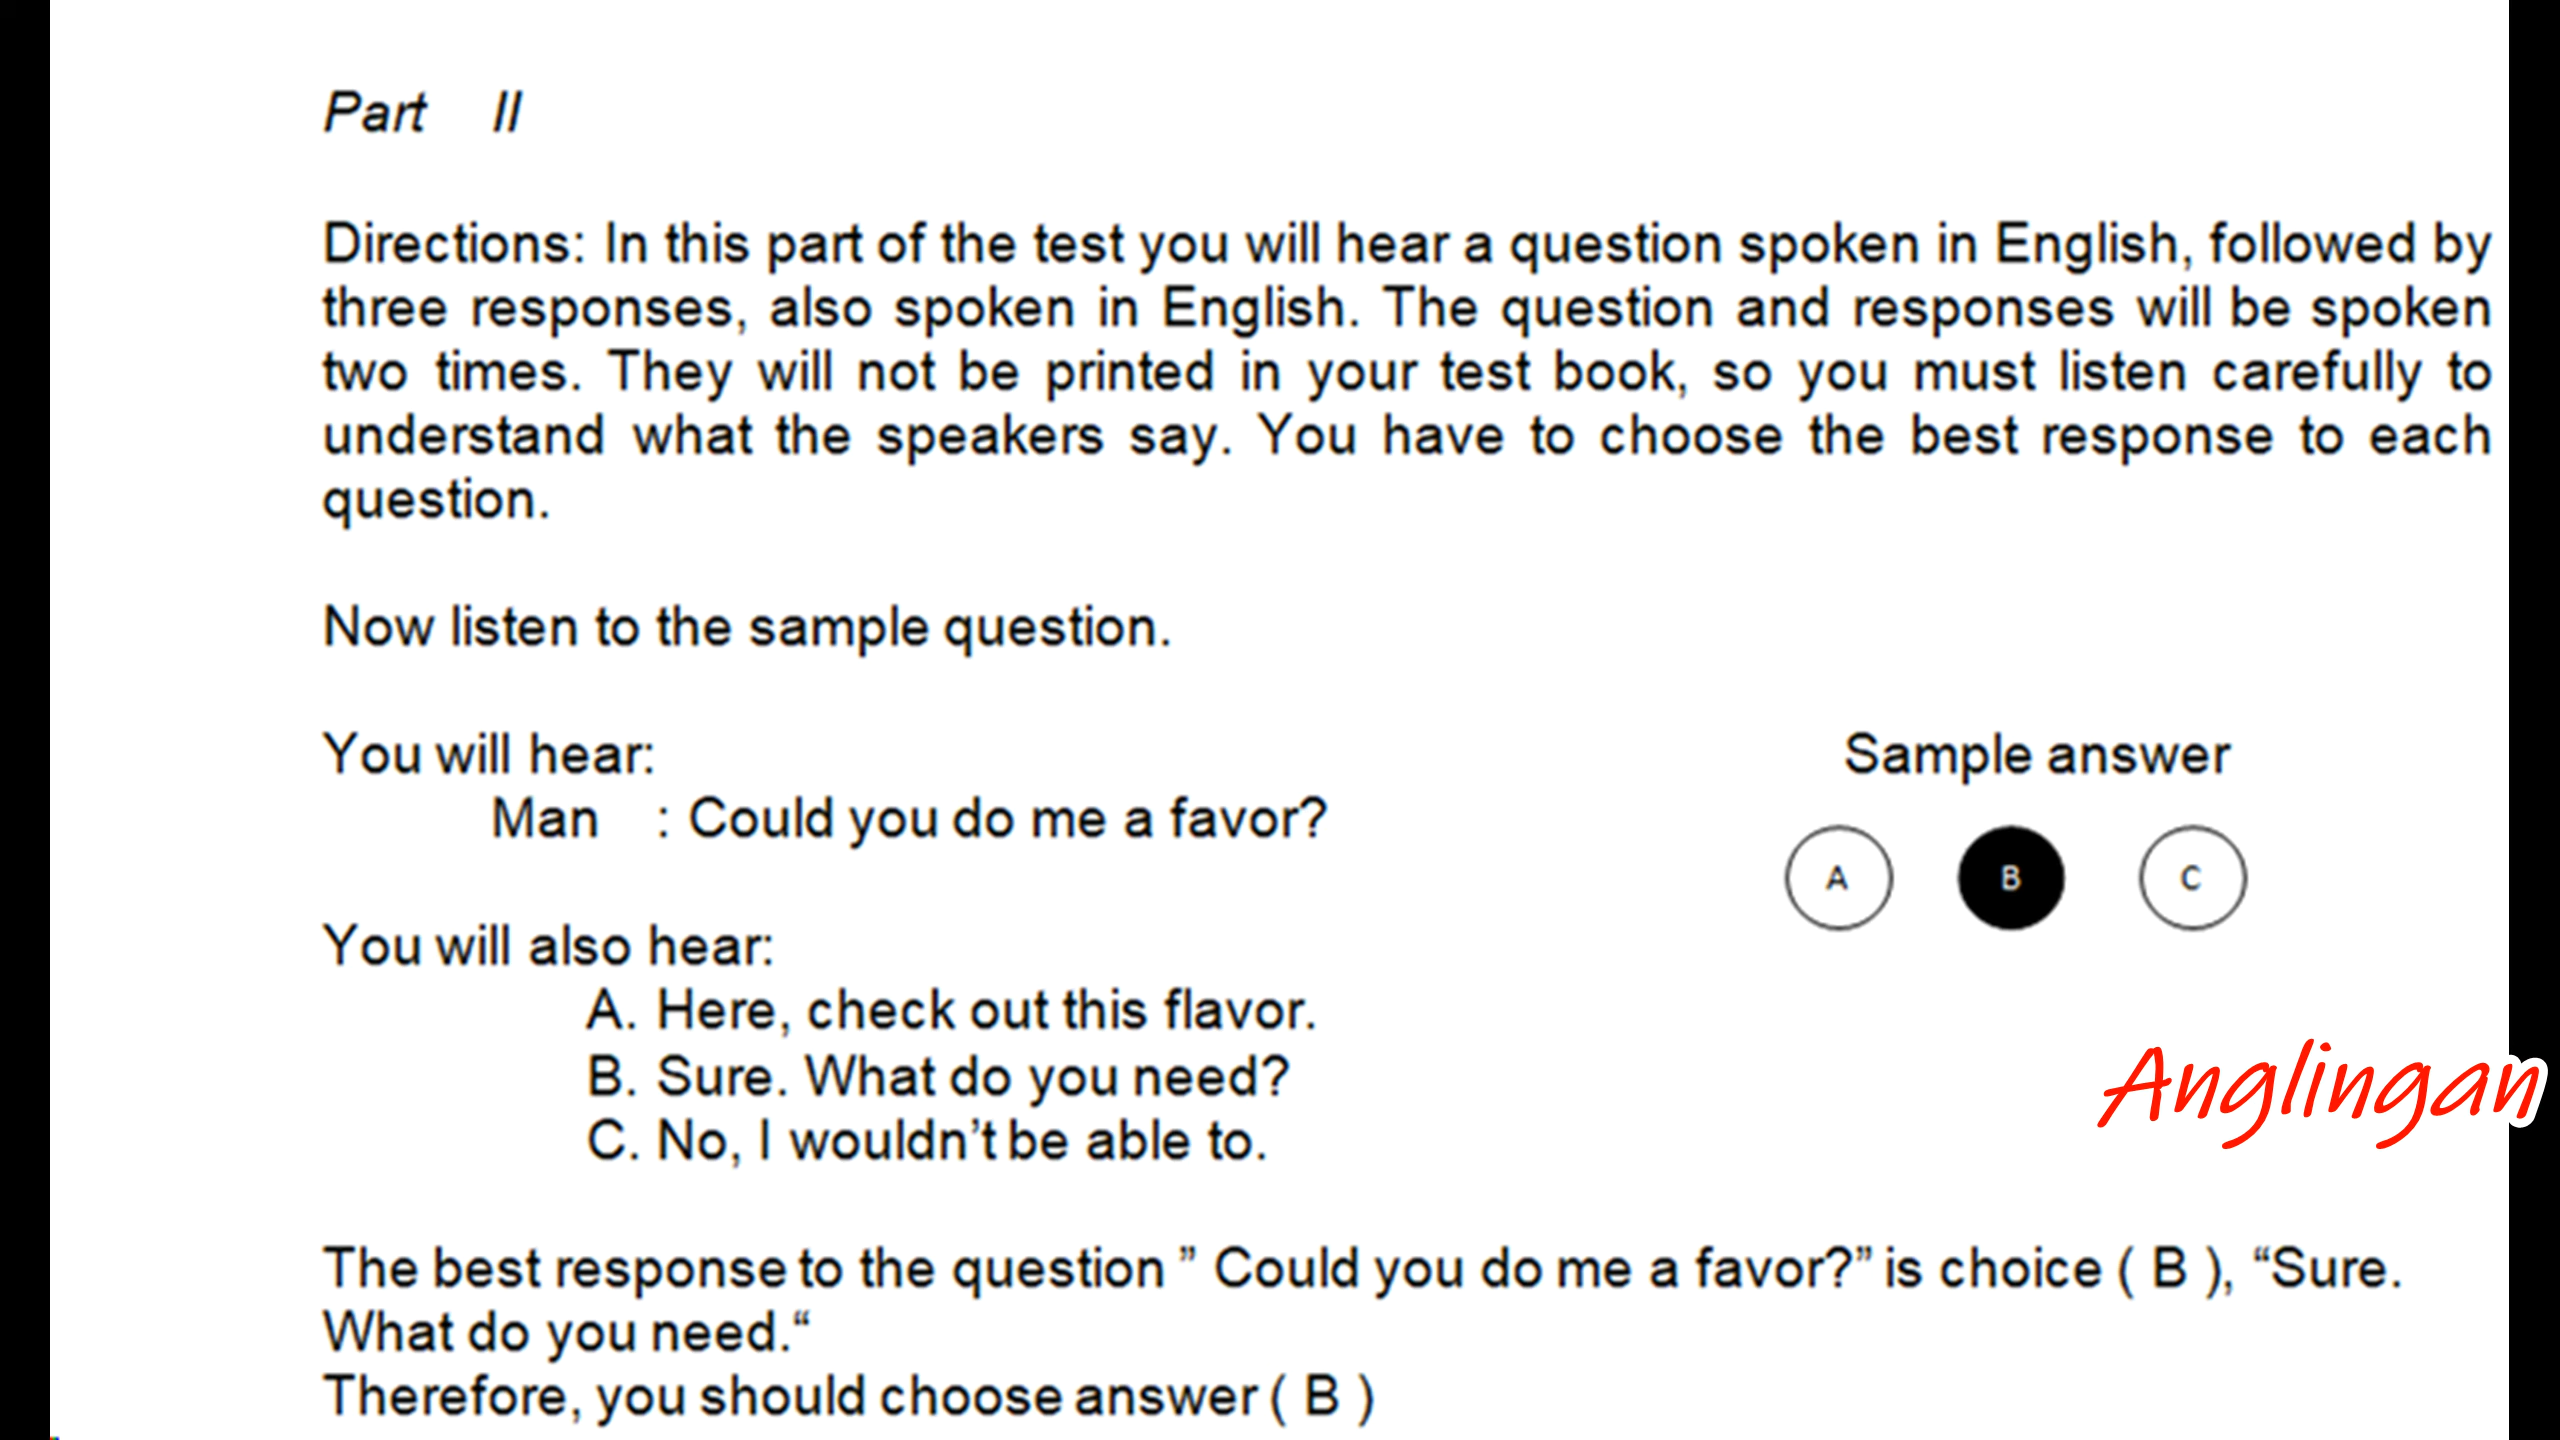 Part II
Directions: In this part of the test you will hear a question spoken in English, followed by
three responses, also spoken in English. The question and responses will be spoken
two times. They will not be printed in your test book, so you must listen carefully to
understand what the speakers say. You have to choose the best response to each
question.
Now listen to the sample question.
You will hear:
Man : Could you do me a favor?
Sample answer
A B C
You will also hear:
A. Here, check out this flavor.
B. Sure. What do you need?
C. No, I wouldn’t be able to.
Anglingan
The best response to the question ” Could you do me a favor?” is choice ( B ), “Sure.
What do you need.“
Therefore, you should choose answer ( B )